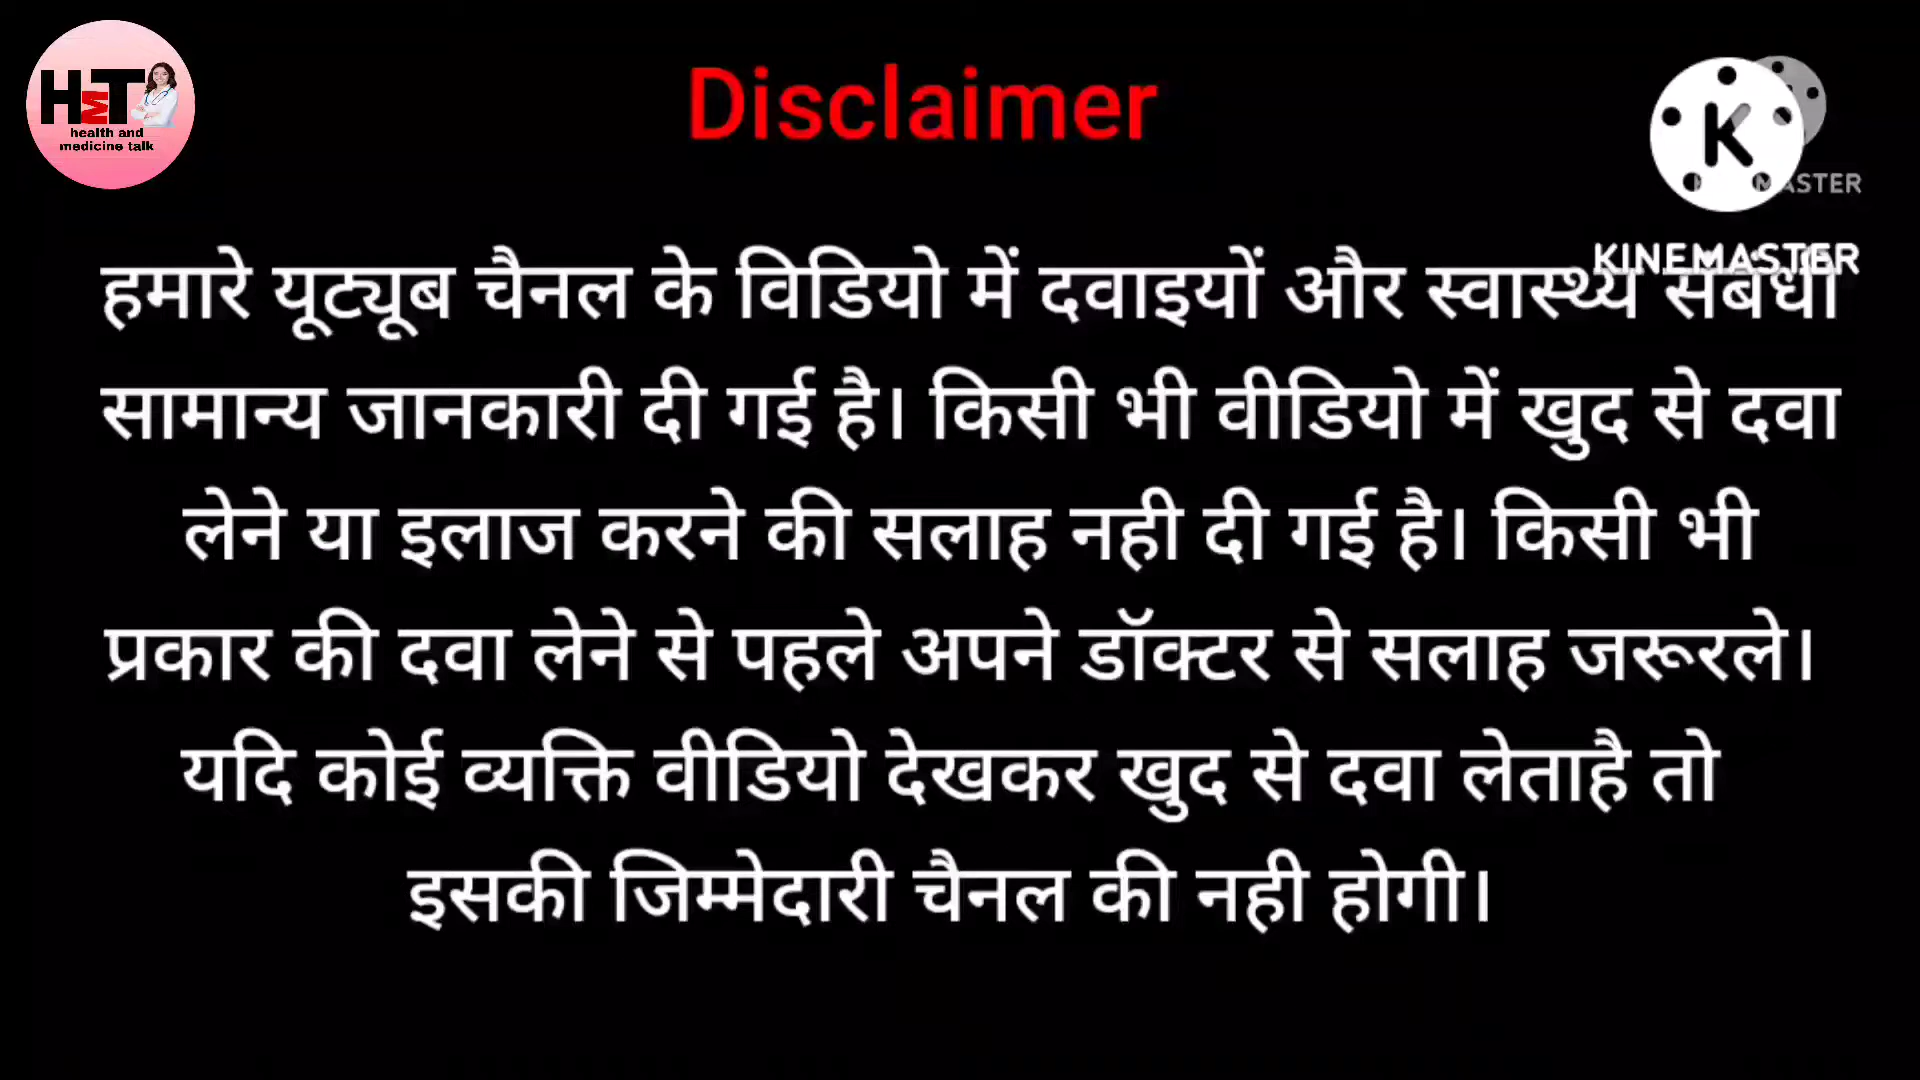 HMT
health and
medicine talk
Disclaimer
K
KINEMASTER
हमारे यूट्यूब चैनल के विडियो में दवाइयों और स्वास्थ्य संबंधी
सामान्य जानकारी दी गई है। किसी भी वीडियो में खुद से दवा
लेने या इलाज करने की सलाह नही दी गई है। किसी भी
प्रकार की दवा लेने से पहले अपने डॉक्टर से सलाह जरूरले।
यदि कोई व्यक्ति वीडियो देखकर खुद से दवा लेताहै तो
इसकी जिम्मेदारी चैनल की नही होगी।